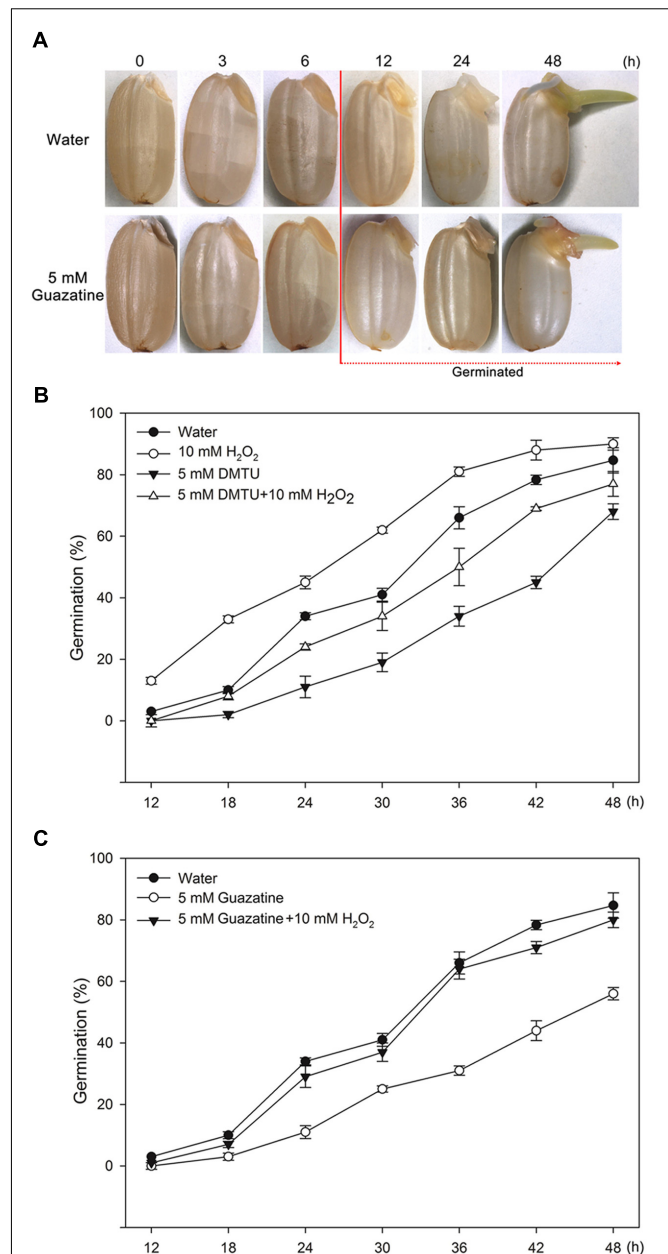 A
0 3 6 12 24 48 (h)
Water
5 mM
Guazatine
Germinated
B
100
80
60
40
20
0
Germination (%)
Water
10 mM H₂O₂
5 mM DMTU
5 mM DMTU+10 mM H₂O₂
12 18 24 30 36 42 48 (h)
C
100
80
60
40
20
0
Germination (%)
Water
5 mM Guazatine
5 mM Guazatine+10 mM H₂O₂
12 18 24 30 36 42 48 (h)